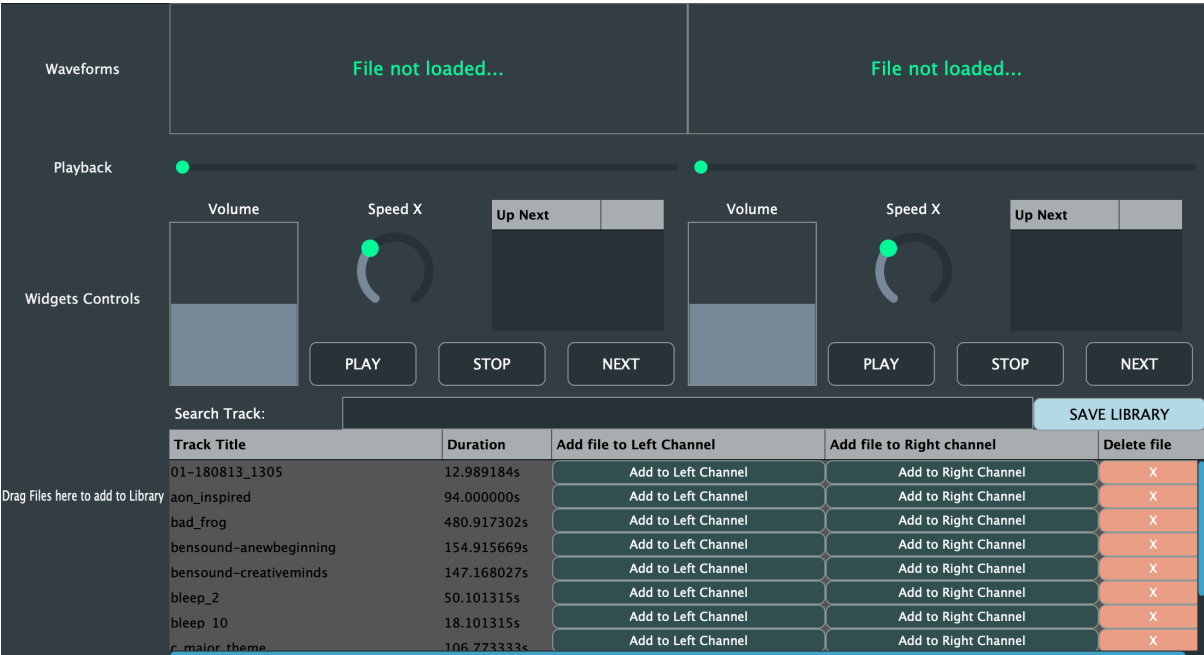 Waveforms File not loaded... File not loaded...
Playback
Volume Speed X Up Next Volume Speed X Up Next
Widgets Controls
PLAY STOP NEXT PLAY STOP NEXT
Search Track: SAVE LIBRARY
Track Title Duration Add file to Left Channel Add file to Right channel Delete file
01-180813_1305 12.989184s Add to Left Channel Add to Right Channel X
Drag Files here to add to Library aon_inspired 94.000000s Add to Left Channel Add to Right Channel X
bad_frog 480.917302s Add to Left Channel Add to Right Channel X
bensound-anewbeginning 154.915669s Add to Left Channel Add to Right Channel X
bensound-creativeminds 147.168027s Add to Left Channel Add to Right Channel X
bleep_2 50.101315s Add to Left Channel Add to Right Channel X
bleep_10 18.101315s Add to Left Channel Add to Right Channel X
c_major_theme 106.773333s Add to Left Channel Add to Right Channel X